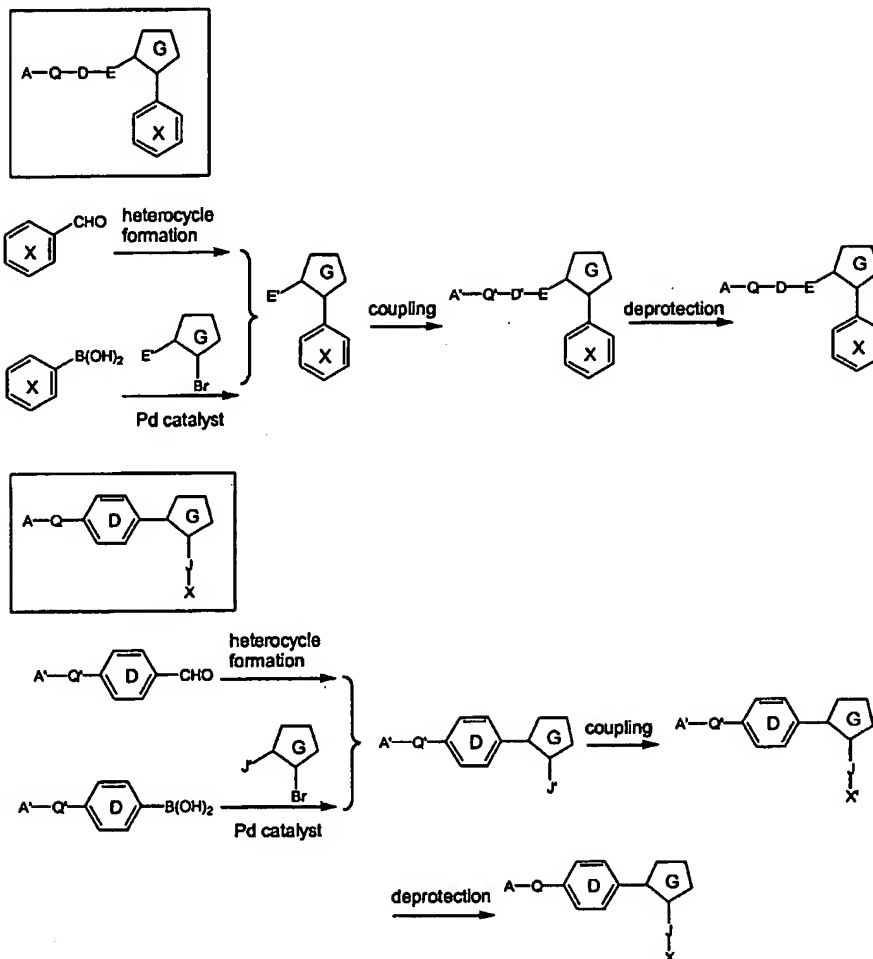 G
A-Q-D-E
X
CHO
X
heterocycle
formation
G
E'
X
coupling
A'-Q'-D'-E
G
X
deprotection
A-Q-D-E
G
X
B(OH)2
X
E'
G
Br
Pd catalyst
A-Q
D
G
J
X
A'-Q'
D
CHO
heterocycle
formation
J'
G
Br
A'-Q'
D
B(OH)2
Pd catalyst
A'-Q'
D
G
J'
coupling
A'-Q'
D
G
J
X'
deprotection
A-Q
D
G
J
X